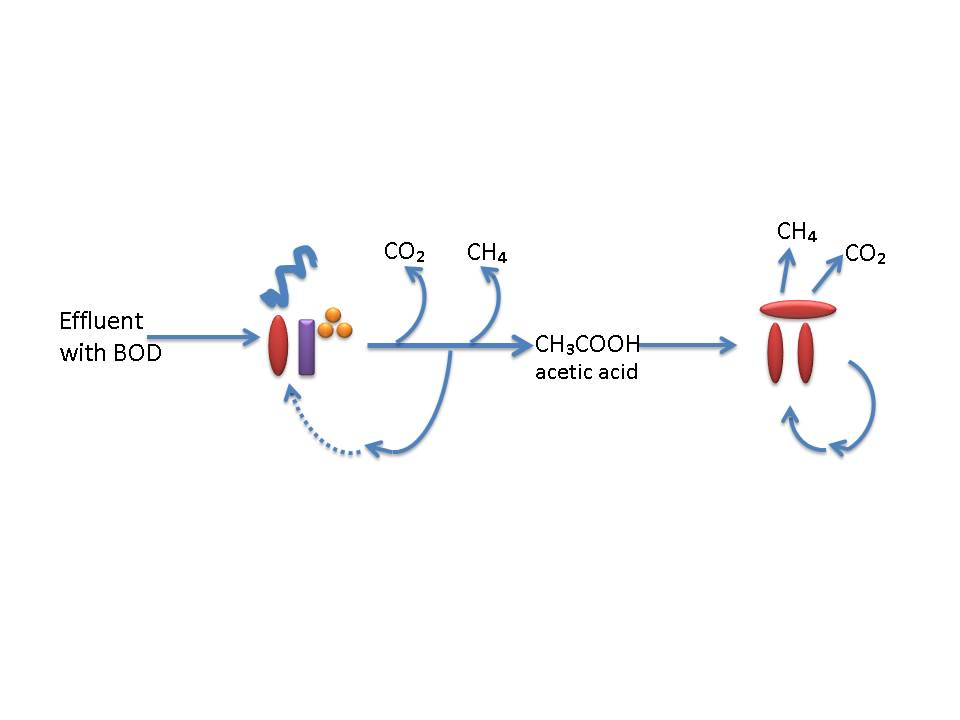 Effluent
with BOD
CO₂
CH₄
CH₃COOH
acetic acid
CH₄
CO₂